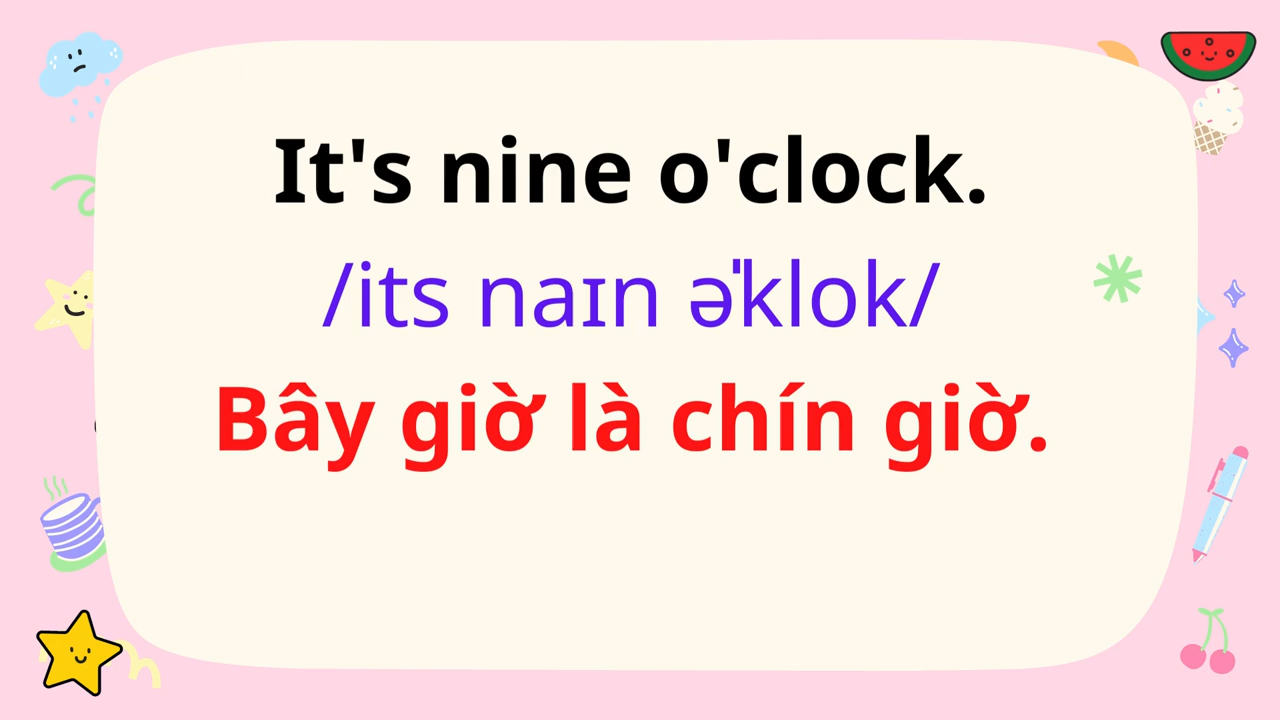 It's nine o'clock.
/its naɪn əˈklok/
Bây giờ là chín giờ.